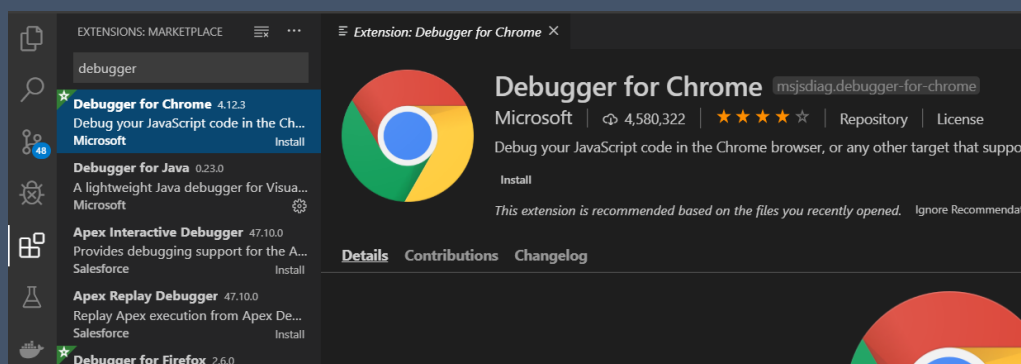 EXTENSIONS: MARKETPLACE
debugger
Debugger for Chrome 4.12.3
Debug your JavaScript code in the Ch...
Microsoft Install
Debugger for Java 0.23.0
A lightweight Java debugger for Visua...
Microsoft
Apex Interactive Debugger 47.10.0
Provides debugging support for the A...
Salesforce Install
Apex Replay Debugger 47.10.0
Replay Apex execution from Apex De...
Salesforce Install
Debugger for Firefox 2.6.0
48
Extension: Debugger for Chrome
Debugger for Chrome msjsdiag.debugger-for-chrome
Microsoft 4,580,322 Repository License
Debug your JavaScript code in the Chrome browser, or any other target that suppo
Install
This extension is recommended based on the files you recently opened. Ignore Recommendat
Details Contributions Changelog